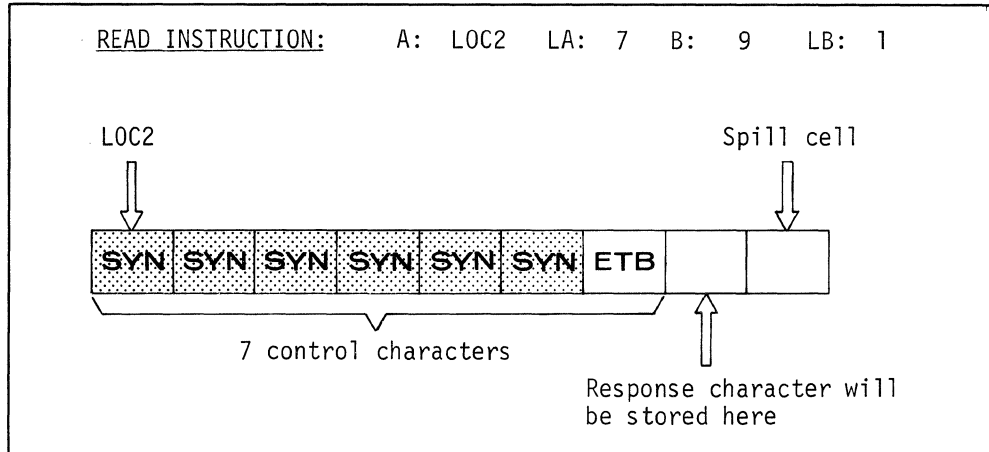 READ INSTRUCTION: A: LOC2 LA: 7 B: 9 LB: 1
LOC2 Spill cell
SYN SYN SYN SYN SYN SYN ETB
7 control characters
Response character will
be stored here